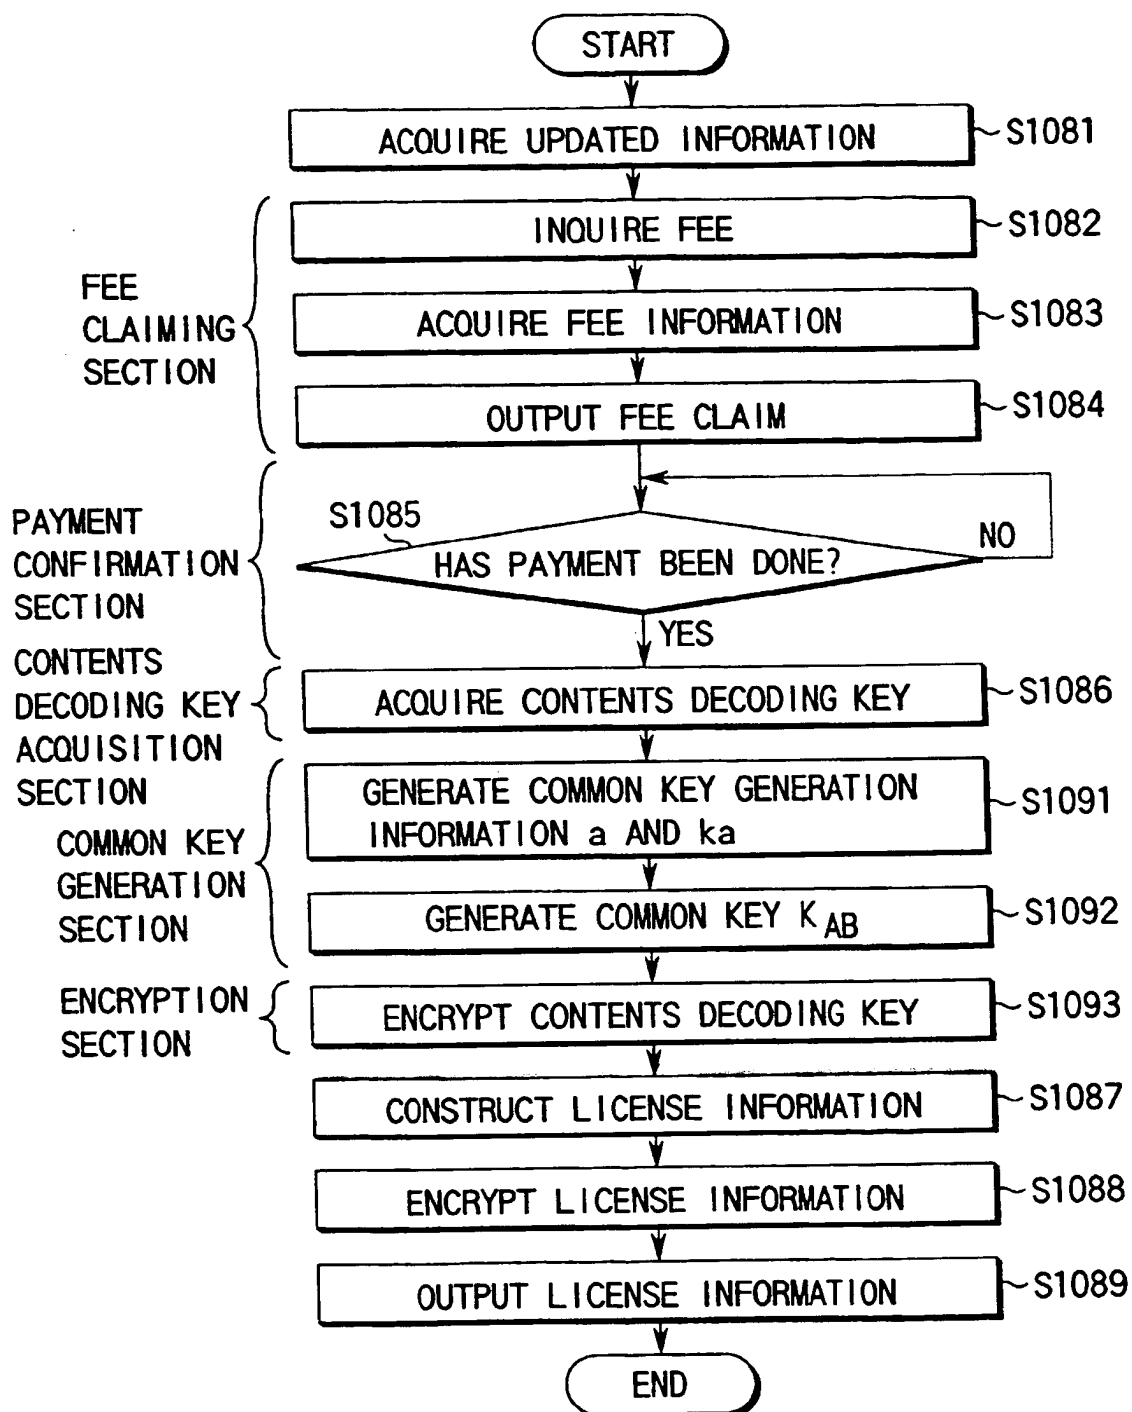 START
ACQUIRE UPDATED INFORMATION
S1081
INQUIRE FEE
S1082
FEE
CLAIMING
SECTION
ACQUIRE FEE INFORMATION
S1083
OUTPUT FEE CLAIM
S1084
PAYMENT
CONFIRMATION
SECTION
S1085
HAS PAYMENT BEEN DONE?
NO
YES
CONTENTS
DECODING KEY
ACQUISITION
SECTION
ACQUIRE CONTENTS DECODING KEY
S1086
COMMON KEY
GENERATION
SECTION
GENERATE COMMON KEY GENERATION
INFORMATION a AND ka
S1091
GENERATE COMMON KEY K AB
S1092
ENCRYPTION
SECTION
ENCRYPT CONTENTS DECODING KEY
S1093
CONSTRUCT LICENSE INFORMATION
S1087
ENCRYPT LICENSE INFORMATION
S1088
OUTPUT LICENSE INFORMATION
S1089
END